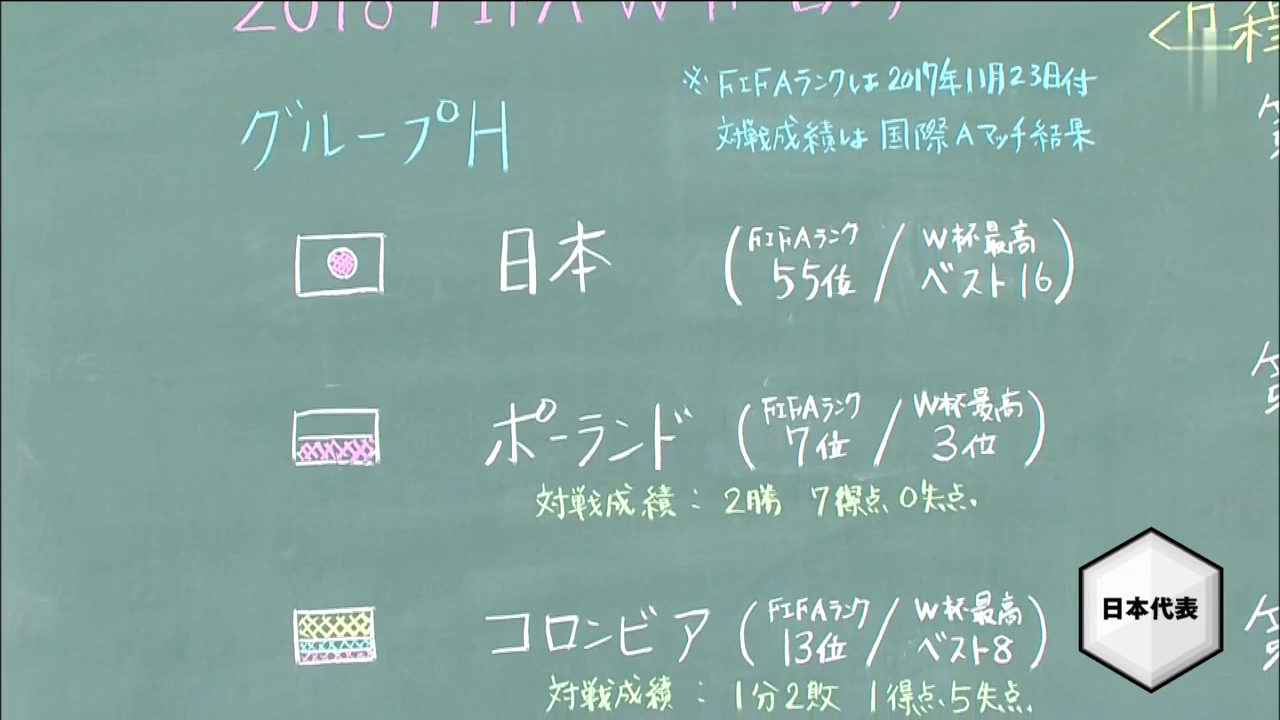 2018 FIFA W杯
<日程
※FIFAランクは2017年11月23日付
対戦成績は国際Aマッチ結果
グループH
日本 (FIFAランク 55位 / W杯最高 ベスト16)
ポーランド (FIFAランク 7位 / W杯最高 3位)
対戦成績:2勝 7得点、0失点、
コロンビア (FIFAランク 13位 / W杯最高 ベスト8)
日本代表
対戦成績:1分2敗 1得点、5失点、